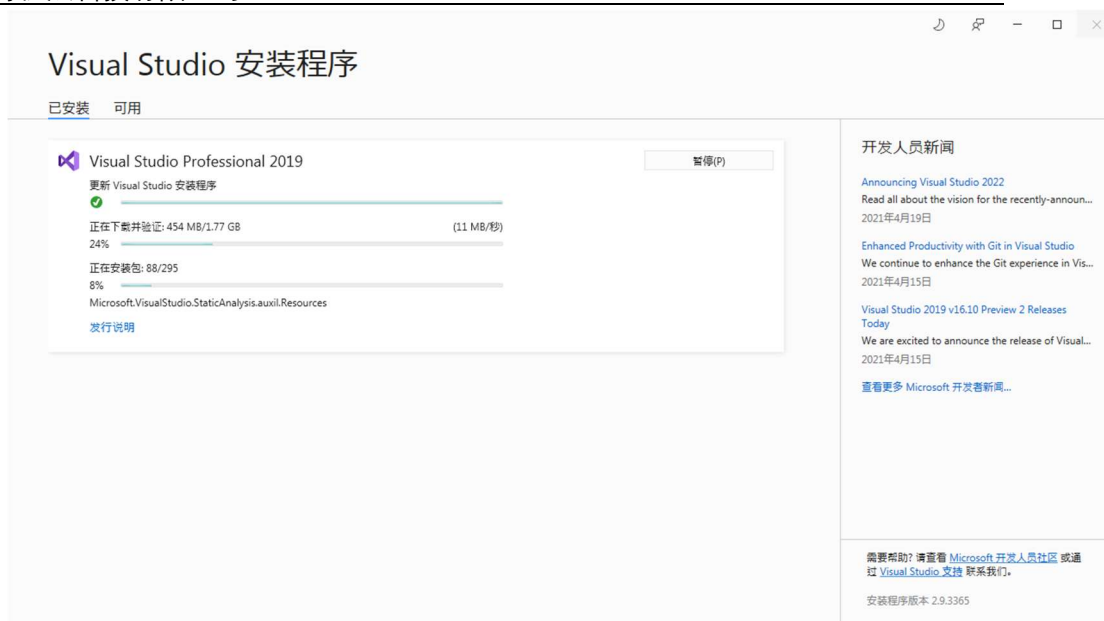 Visual Studio 安装程序
已安装 可用
Visual Studio Professional 2019
暂停(P)
更新 Visual Studio 安装程序
正在下载并验证: 454 MB/1.77 GB (11 MB/秒)
24%
正在安装包: 88/295
8%
Microsoft.VisualStudio.StaticAnalysis.auxil.Resources
发行说明
开发人员新闻
Announcing Visual Studio 2022
Read all about the vision for the recently-announ...
2021年4月19日
Enhanced Productivity with Git in Visual Studio
We continue to enhance the Git experience in Vis...
2021年4月15日
Visual Studio 2019 v16.10 Preview 2 Releases
Today
We are excited to announce the release of Visual...
2021年4月15日
查看更多 Microsoft 开发者新闻...
需要帮助? 请查看 Microsoft 开发人员社区 或通
过 Visual Studio 支持 联系我们。
安装程序版本 2.9.3365